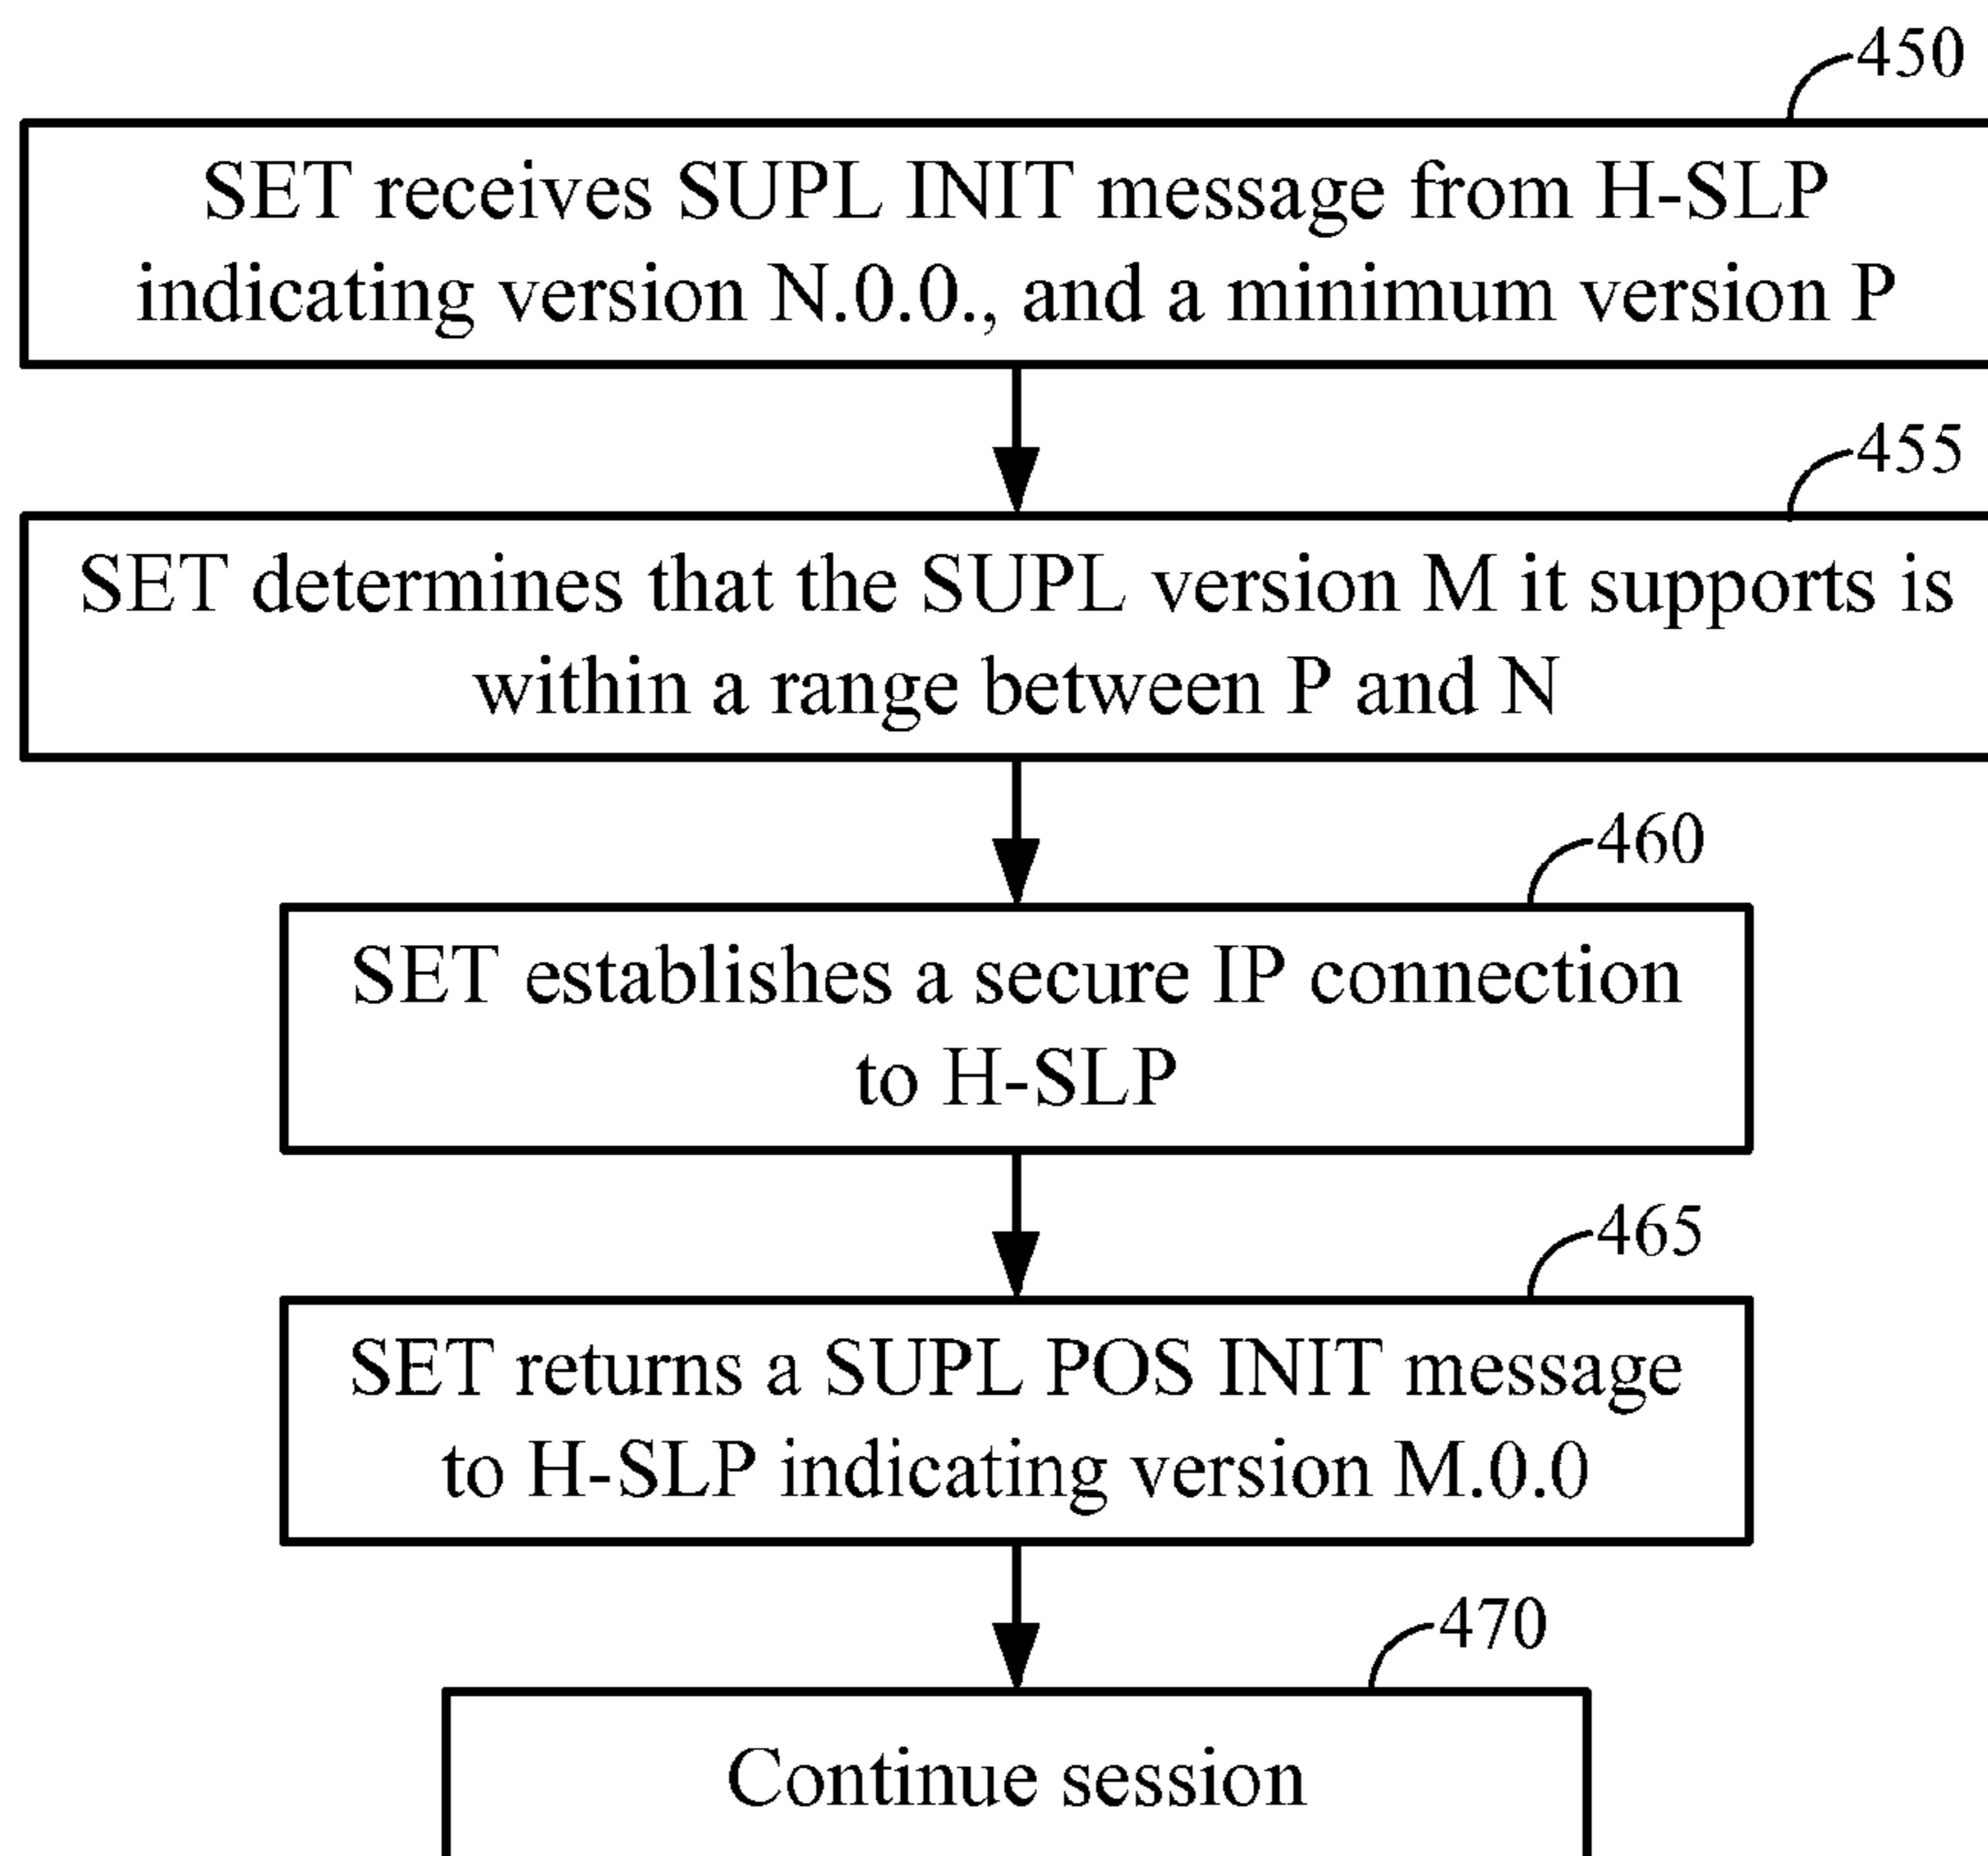 450
SET receives SUPL INIT message from H-SLP
indicating version N.0.0., and a minimum version P
455
SET determines that the SUPL version M it supports is
within a range between P and N
460
SET establishes a secure IP connection
to H-SLP
465
SET returns a SUPL POS INIT message
to H-SLP indicating version M.0.0
470
Continue session